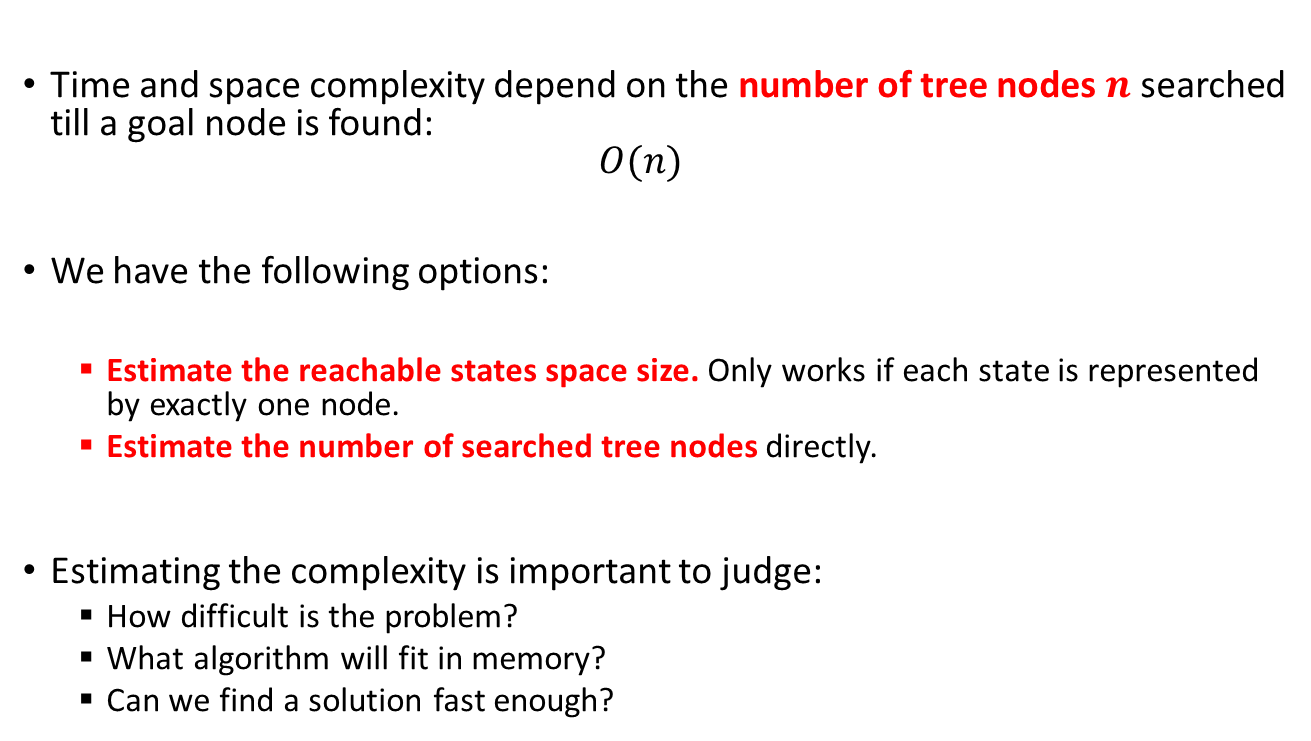 • Time and space complexity depend on the number of tree nodes 𝒏 searched
till a goal node is found:
𝑂(𝑛)
• We have the following options:
▪ Estimate the reachable states space size. Only works if each state is represented
by exactly one node.
▪ Estimate the number of searched tree nodes directly.
• Estimating the complexity is important to judge:
▪ How difficult is the problem?
▪ What algorithm will fit in memory?
▪ Can we find a solution fast enough?